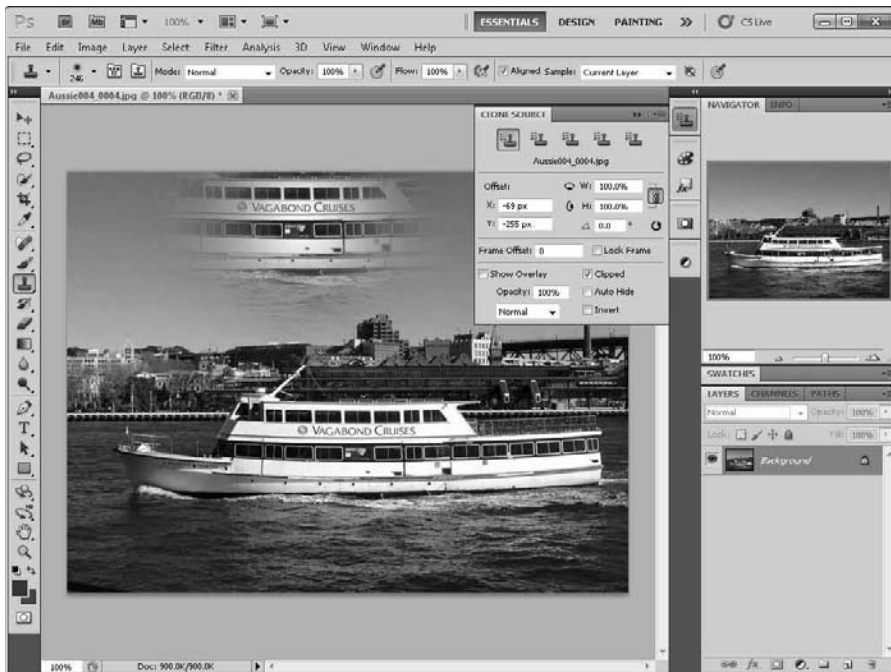 Ps Br Mb 100% ESSENTIALS DESIGN PAINTING CS Live
File Edit Image Layer Select Filter Analysis 3D View Window Help
246 Mode: Normal Opacity: 100% Flow: 100% Aligned Sample: Current Layer
Aussie004_0004.jpg @ 100% (RGB/8) *
CLONE SOURCE
Aussie004_0004.jpg
Offset: W: 100.0%
X: -69 px H: 100.0%
Y: -255 px 0.0 °
Frame Offset: 0 Lock Frame
Show Overlay Clipped
Opacity: 100% Auto Hide
Normal Invert
VAGABOND CRUISES
VAGABOND CRUISES
NAVIGATOR INFO
100%
SWATCHES
LAYERS CHANNELS PATHS
Normal Opacity: 100%
Lock: Fill: 100%
Background
100% Doc: 900.0K/900.0K